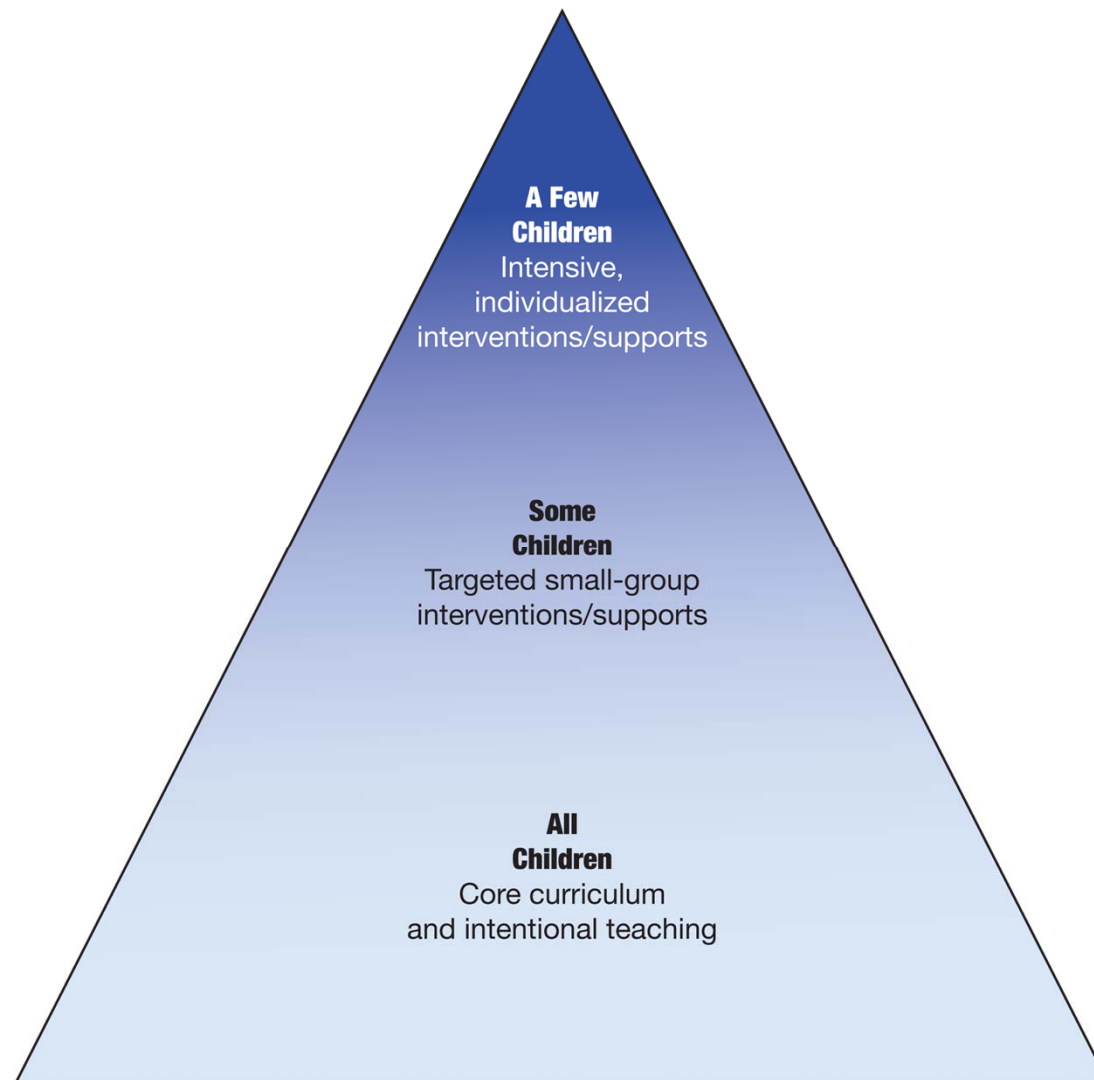 A Few
Children
Intensive,
individualized
interventions/supports
Some
Children
Targeted small-group
interventions/supports
All
Children
Core curriculum
and intentional teaching